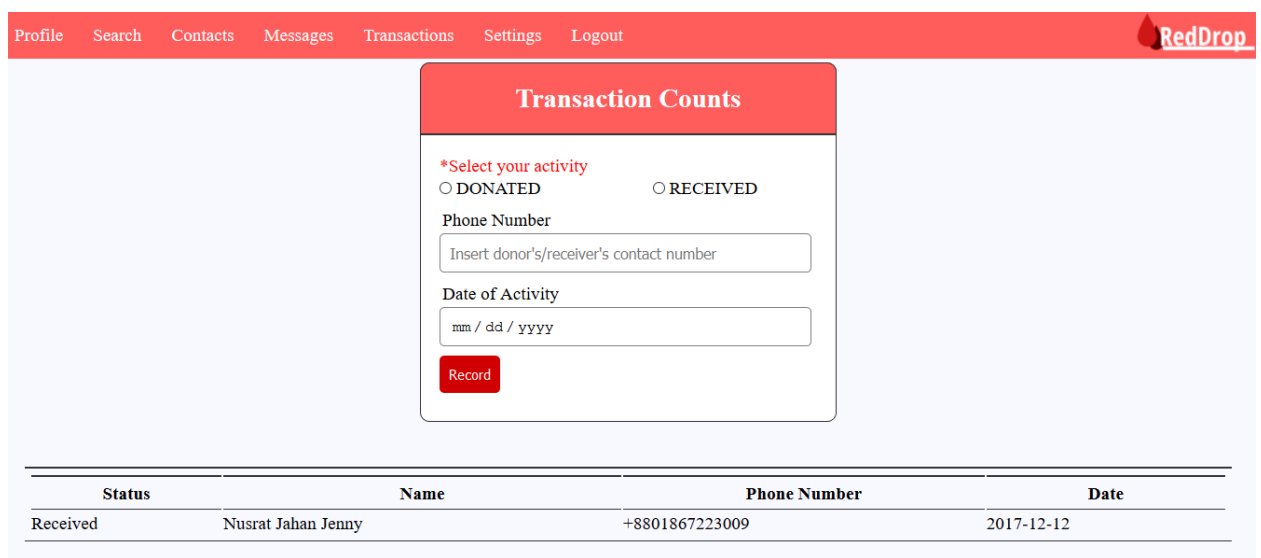 Profile Search Contacts Messages Transactions Settings Logout RedDrop
Transaction Counts
*Select your activity
DONATED RECEIVED
Phone Number
Insert donor's/receiver's contact number
Date of Activity
mm / dd / yyyy
Record
Status Name Phone Number Date
Received Nusrat Jahan Jenny +8801867223009 2017-12-12